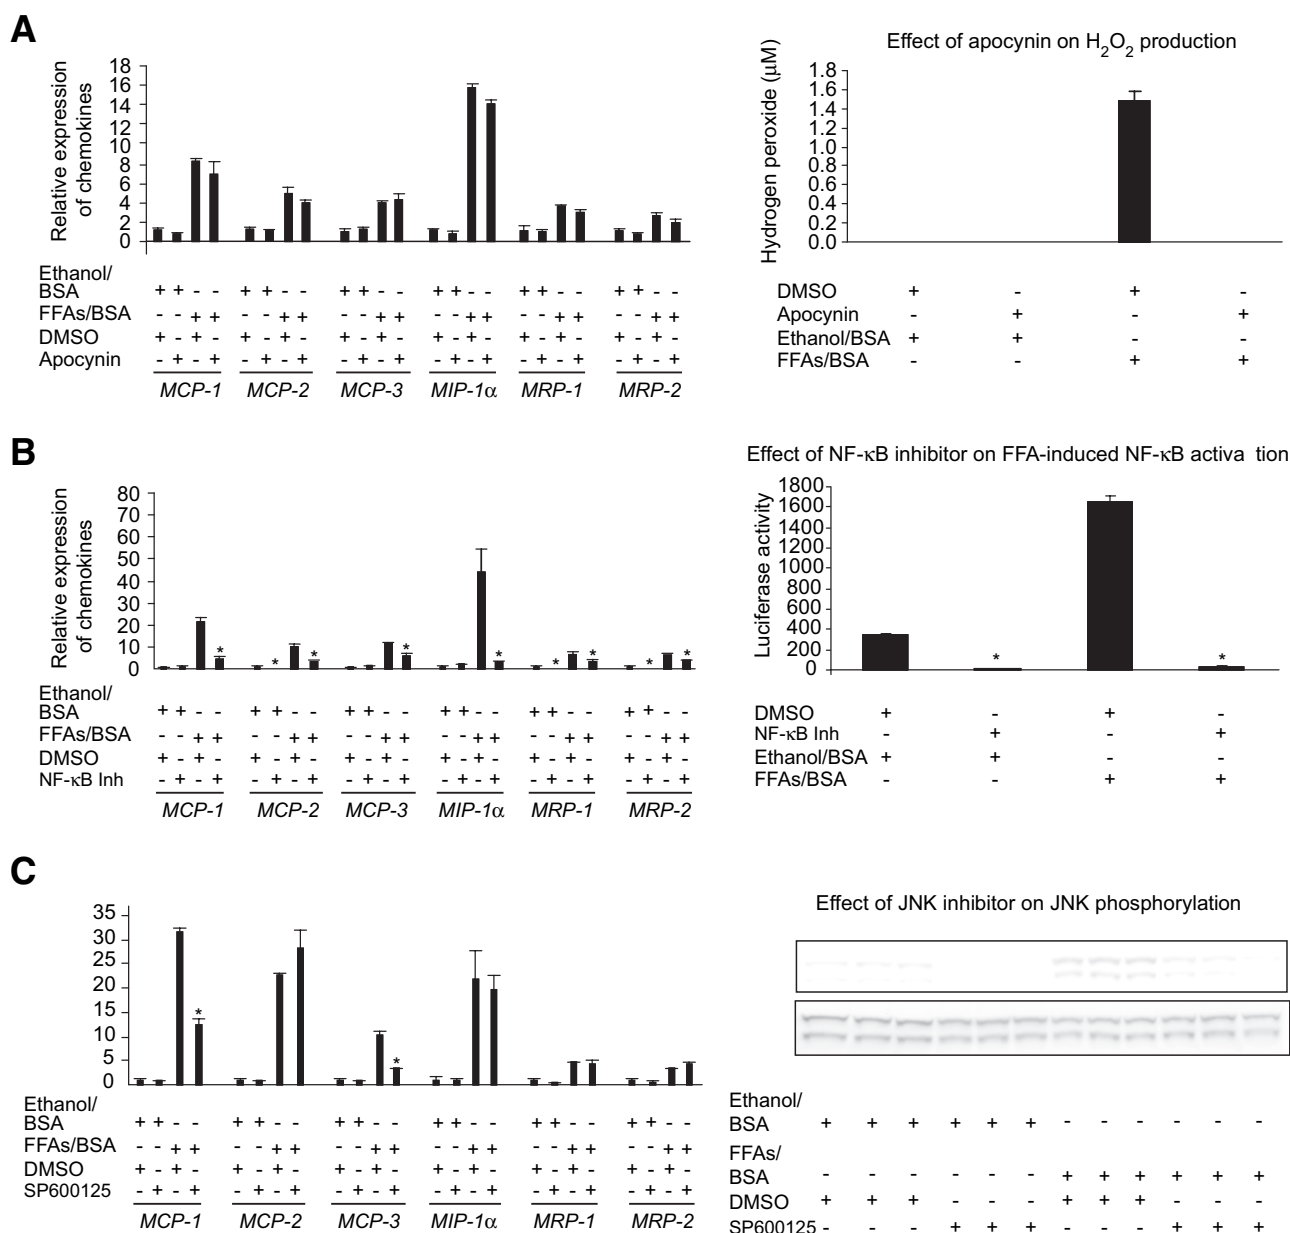 A
Effect of apocynin on H2O2 production
Relative expression
of chemokines
18
16
14
12
10
8
6
4
2
0
Hydrogen peroxide (μM)
1.8
1.6
1.4
1.2
1.0
0.8
0.6
0.4
0.2
0.0
Ethanol/
BSA + + - - + + - - + + - - + + - - + + - - + + - -
FFAs/BSA - - + + - - + + - - + + - - + + - - + + - - + +
DMSO + - + - + - + - + - + - + - + - + - + - + - + -
Apocynin - + - + - + - + - + - + - + - + - + - + - + - +
MCP-1 MCP-2 MCP-3 MIP-1α MRP-1 MRP-2
DMSO + - + -
Apocynin - + - +
Ethanol/BSA + + - -
FFAs/BSA - - + +
B
Effect of NF-κB inhibitor on FFA-induced NF-κB activa tion
Relative expression
of chemokines
80
70
60
50
40
30
20
10
0
* * * * * * * * *
Luciferase activity
1800
1600
1400
1200
1000
800
600
400
200
0
* *
Ethanol/
BSA + + - - + + - - + + - - + + - - + + - - + + - -
FFAs/BSA - - + + - - + + - - + + - - + + - - + + - - + +
DMSO + - + - + - + - + - + - + - + - + - + - + - + -
NF-κB Inh - + - + - + - + - + - + - + - + - + - + - + - +
MCP-1 MCP-2 MCP-3 MIP-1α MRP-1 MRP-2
DMSO + - + -
NF-κB Inh - + - +
Ethanol/BSA + + - -
FFAs/BSA - - + +
C
Effect of JNK inhibitor on JNK phosphorylation
35
30
25
20
15
10
5
0
* *
Ethanol/
BSA + + - - + + - - + + - - + + - - + + - - + + - -
FFAs/BSA - - + + - - + + - - + + - - + + - - + + - - + +
DMSO + - + - + - + - + - + - + - + - + - + - + - + -
SP600125 - + - + - + - + - + - + - + - + - + - + - + - +
MCP-1 MCP-2 MCP-3 MIP-1α MRP-1 MRP-2
Ethanol/
BSA + + + + + + - - - - - -
FFAs/
BSA - - - - - - + + + + + +
DMSO + + + - - - + + + - - -
SP600125 - - - + + + - - - + + +